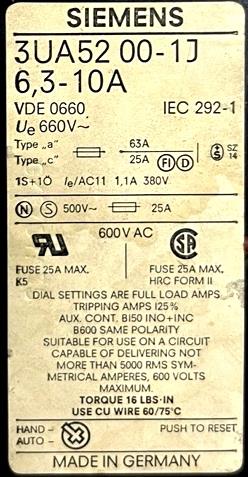 SIEMENS
3UA52 00-1J
6,3-10A
VDE 0660 IEC 292-1
Ue 660V~
Type „a" 63A
Type „c" 25A FI D SZ 14
1S+1Ö Ie/AC11 1,1A 380V
N S 500V~ 25A
600V AC
FUSE 25A MAX. FUSE 25A MAX.
K5 HRC FORM II
DIAL SETTINGS ARE FULL LOAD AMPS
TRIPPING AMPS 125%
AUX. CONT. B150 INO+INC
B600 SAME POLARITY
SUITABLE FOR USE ON A CIRCUIT
CAPABLE OF DELIVERING NOT
MORE THAN 5000 RMS SYM-
METRICAL AMPERES, 600 VOLTS
MAXIMUM.
TORQUE 16 LBS·IN
USE CU WIRE 60/75°C
HAND – PUSH TO RESET
AUTO –
MADE IN GERMANY